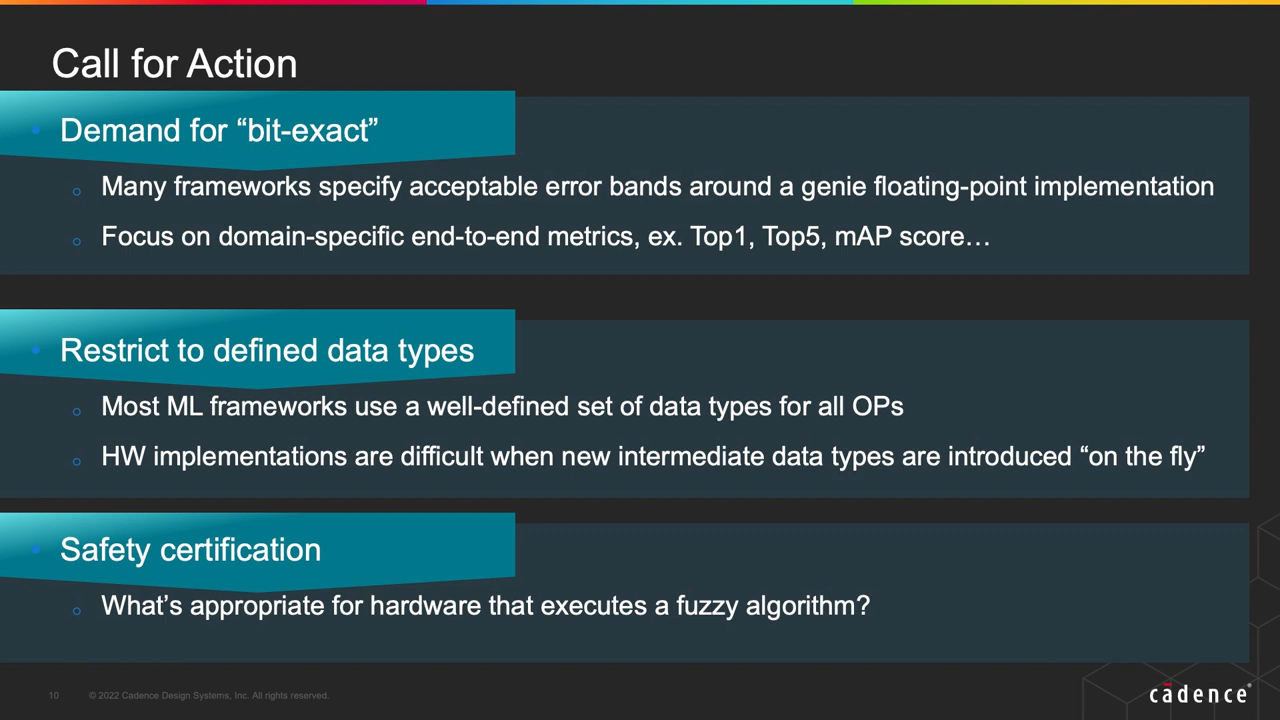 Call for Action
• Demand for “bit-exact”
○ Many frameworks specify acceptable error bands around a genie floating-point implementation
○ Focus on domain-specific end-to-end metrics, ex. Top1, Top5, mAP score…
• Restrict to defined data types
○ Most ML frameworks use a well-defined set of data types for all OPs
○ HW implementations are difficult when new intermediate data types are introduced “on the fly”
• Safety certification
○ What’s appropriate for hardware that executes a fuzzy algorithm?
10 © 2022 Cadence Design Systems, Inc. All rights reserved.
cādence®